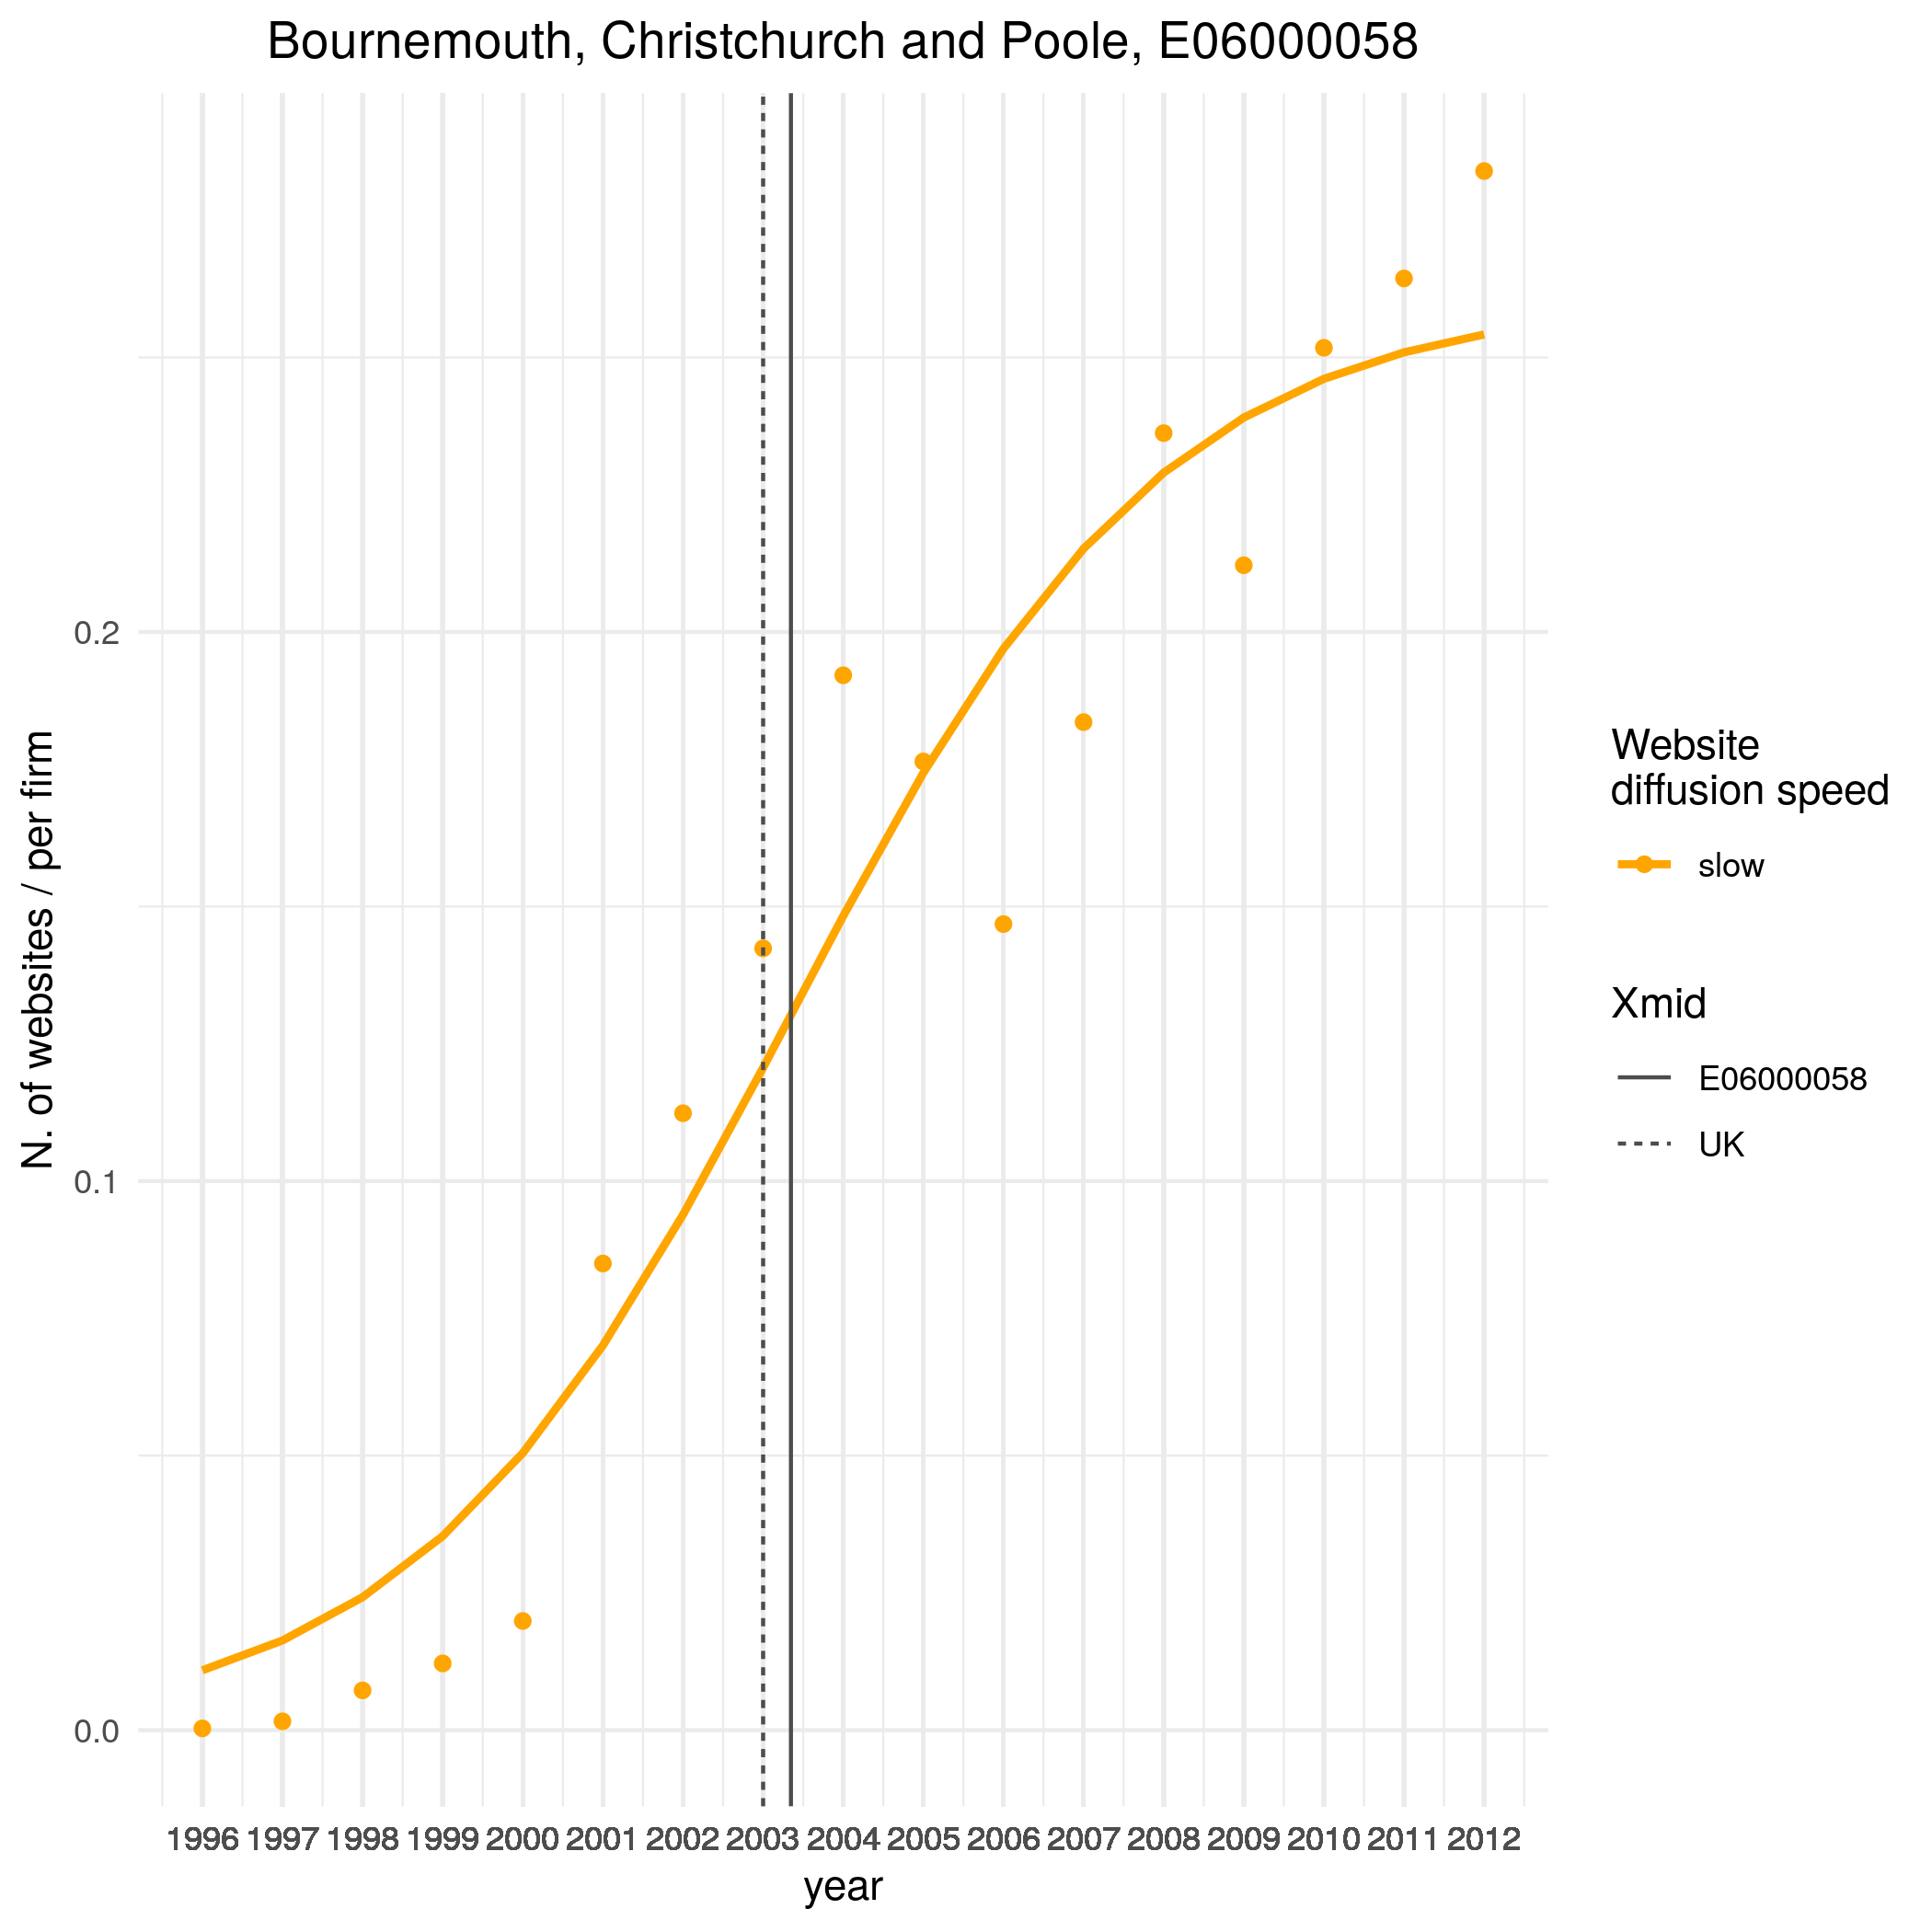 Bournemouth, Christchurch and Poole, E06000058
N. of websites / per firm
0.2
0.1
0.0
1996 1997 1998 1999 2000 2001 2002 2003 2004 2005 2006 2007 2008 2009 2010 2011 2012
year
Website
diffusion speed
slow
Xmid
E06000058
UK